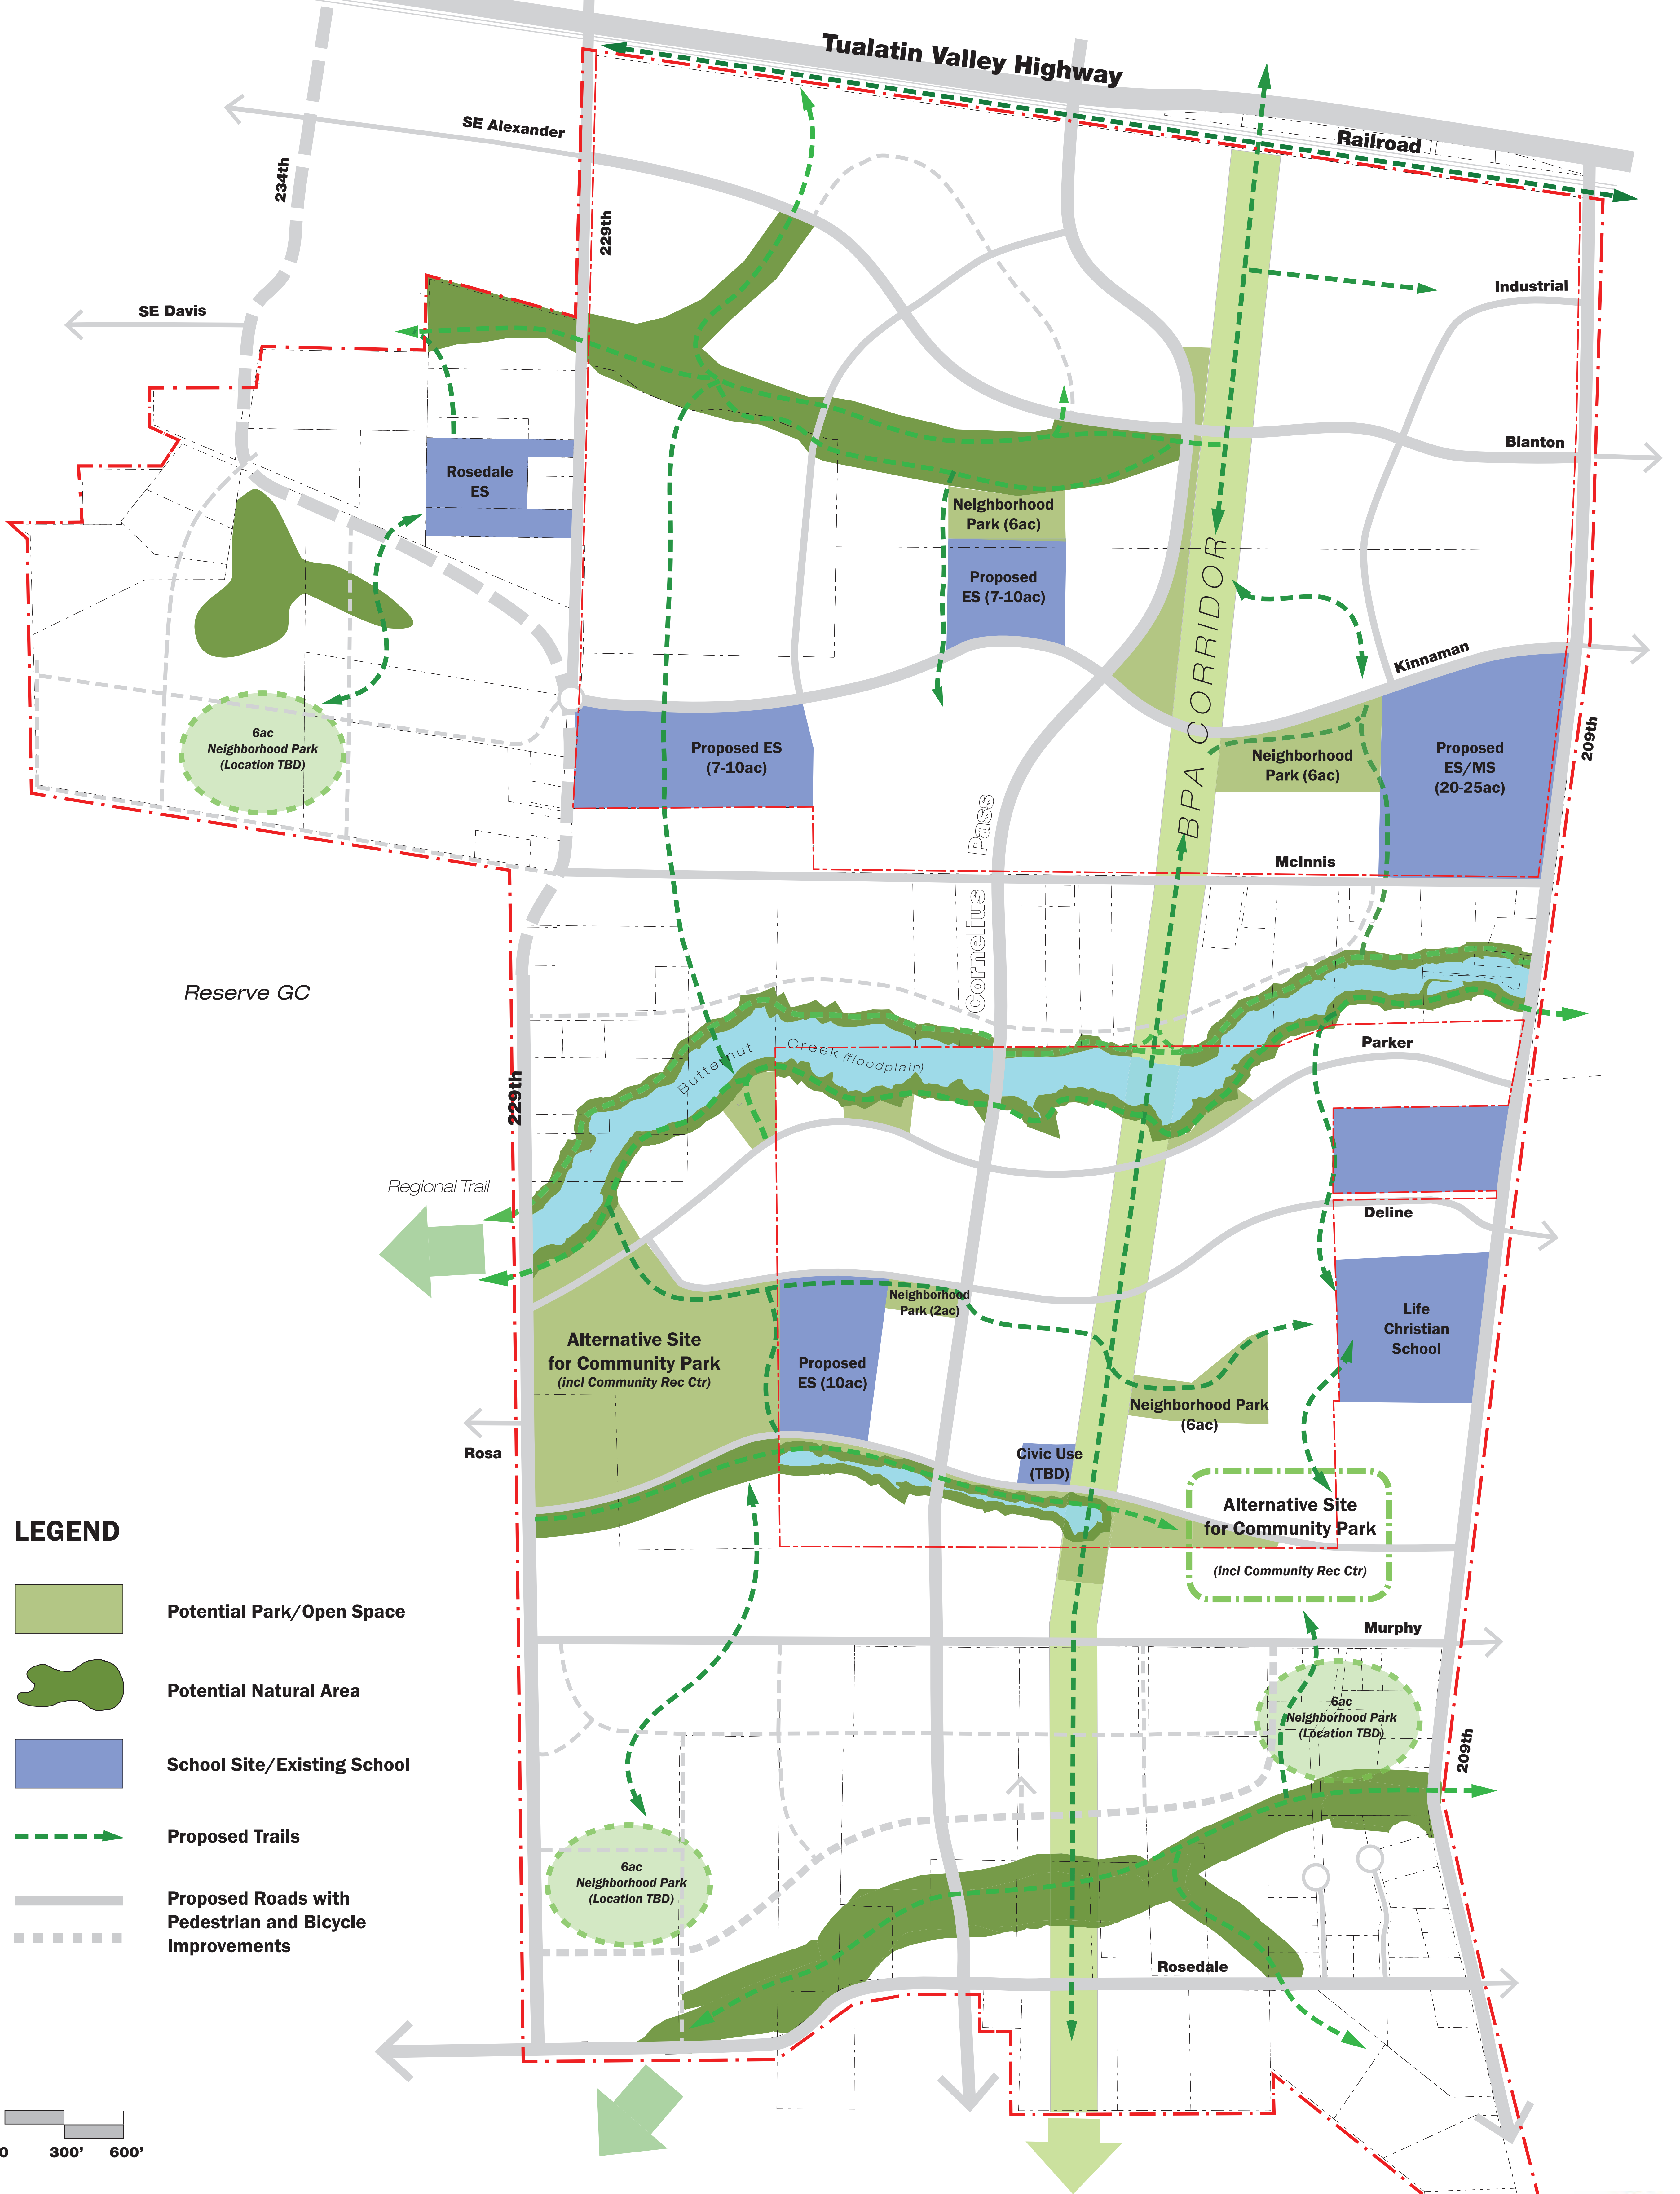 Tualatin Valley Highway
Railroad
SE Alexander
234th
229th
Industrial
SE Davis
Blanton
Rosedale
ES
Neighborhood
Park (6ac)
Proposed
ES (7-10ac)
BPA CORRIDOR
Kinnaman
6ac
Neighborhood Park
(Location TBD)
Proposed ES
(7-10ac)
Neighborhood
Park (6ac)
Proposed
ES/MS
(20-25ac)
209th
Cornelius Pass
McInnis
Reserve GC
Butternut Creek (floodplain)
Parker
229th
Regional Trail
Deline
Neighborhood
Park (2ac)
Life
Christian
School
Alternative Site
for Community Park
(incl Community Rec Ctr)
Proposed
ES (10ac)
Neighborhood Park
(6ac)
Rosa
Civic Use
(TBD)
Alternative Site
for Community Park
(incl Community Rec Ctr)
Murphy
6ac
Neighborhood Park
(Location TBD)
209th
6ac
Neighborhood Park
(Location TBD)
Rosedale
LEGEND
Potential Park/Open Space
Potential Natural Area
School Site/Existing School
Proposed Trails
Proposed Roads with
Pedestrian and Bicycle
Improvements
0 300' 600'